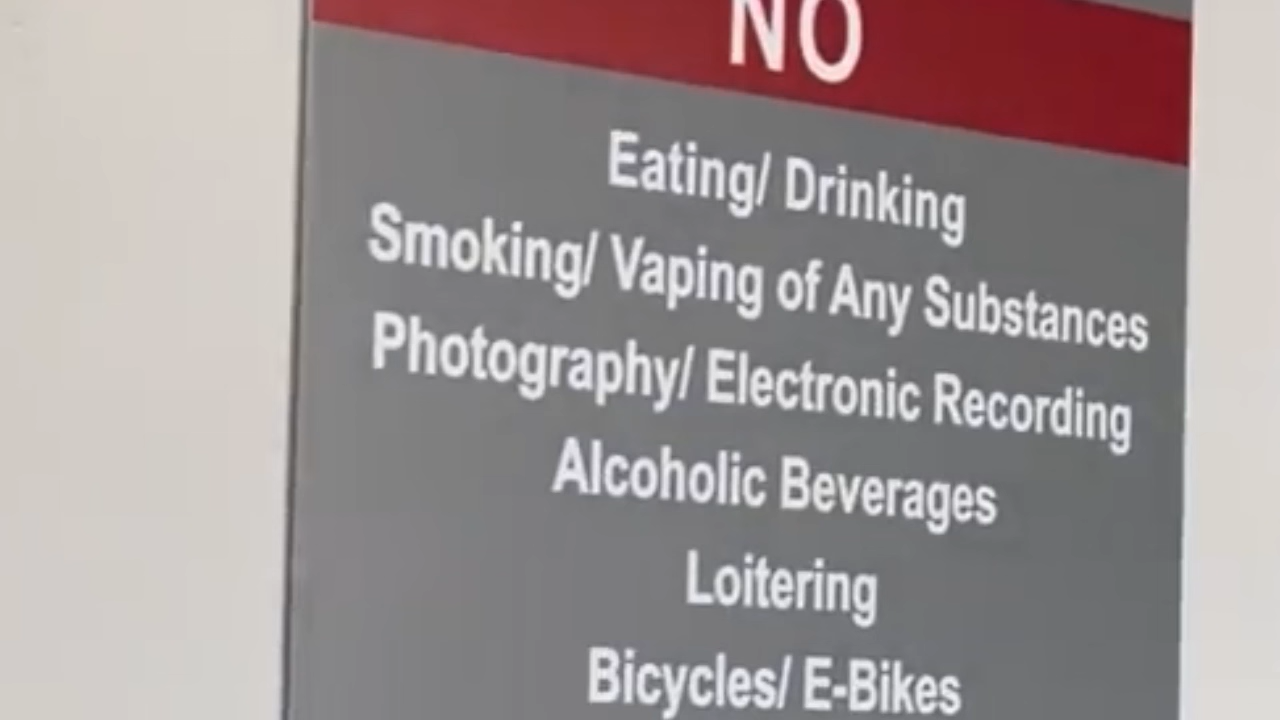 NO
Eating/ Drinking
Smoking/ Vaping of Any Substances
Photography/ Electronic Recording
Alcoholic Beverages
Loitering
Bicycles/ E-Bikes